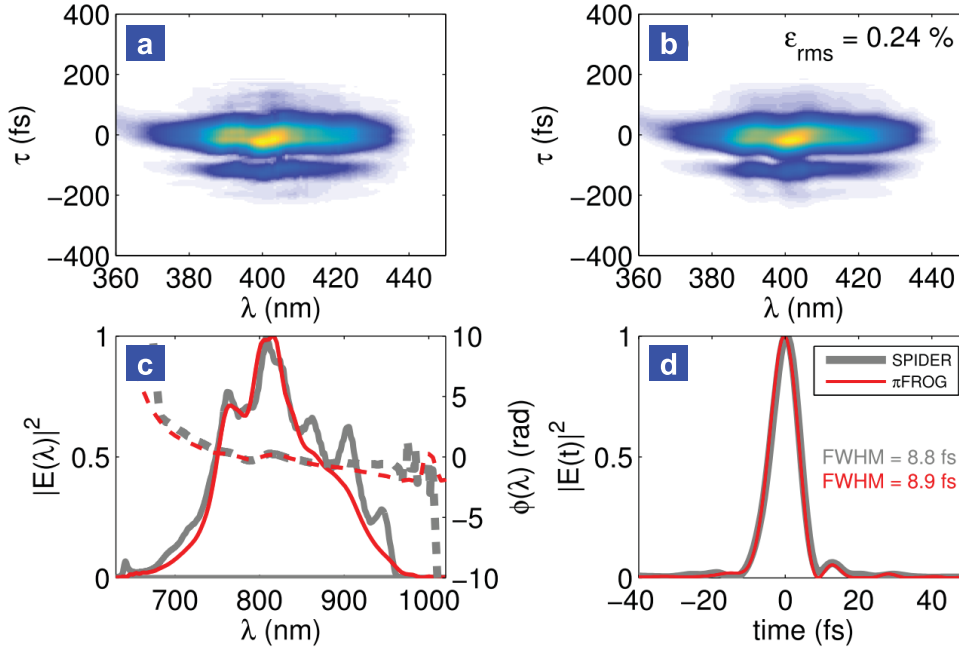 a
400
200
0
−200
−400
τ (fs)
360 380 400 420 440
λ (nm)
b
ε_rms = 0.24 %
400
200
0
−200
−400
τ (fs)
360 380 400 420 440
λ (nm)
c
1
0.5
0
|E(λ)|²
10
5
0
−5
−10
ϕ(λ) (rad)
700 800 900 1000
λ (nm)
d
SPIDER
πFROG
FWHM = 8.8 fs
FWHM = 8.9 fs
1
0.5
0
|E(t)|²
−40 −20 0 20 40
time (fs)